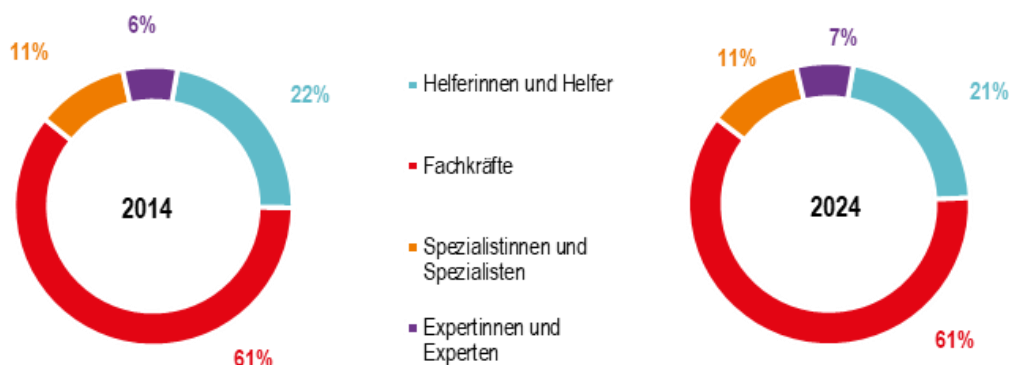 6%
11%
22%
2014
61%
Helferinnen und Helfer
Fachkräfte
Spezialistinnen und
Spezialisten
Expertinnen und
Experten
7%
11%
21%
2024
61%